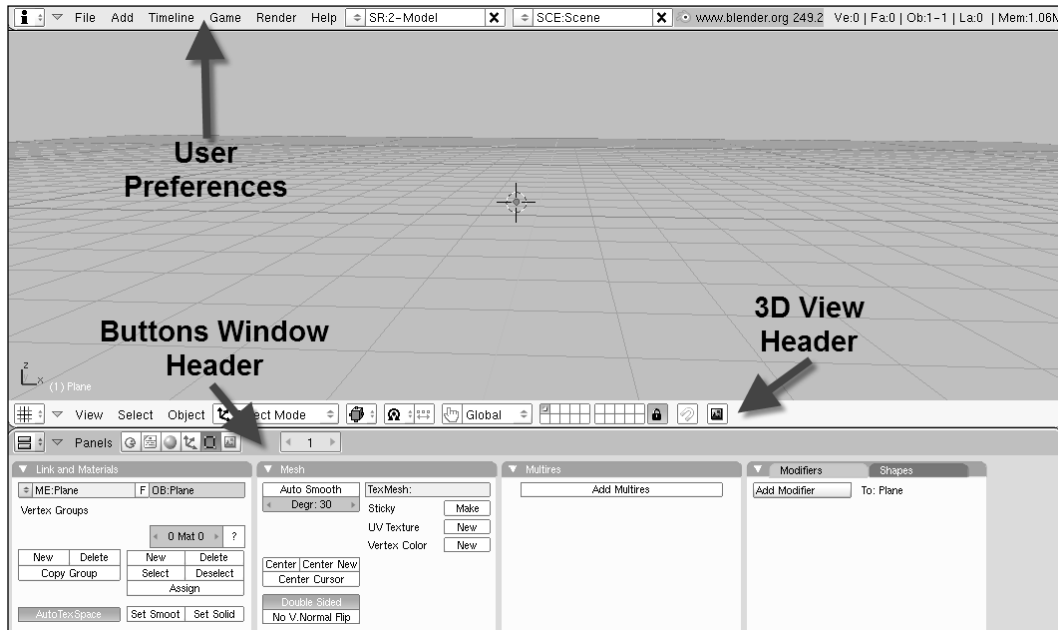 File Add Timeline Game Render Help SR:2-Model SCE:Scene www.blender.org 249.2 Ve:0 | Fa:0 | Ob:1-1 | La:0 | Mem:1.06M
User
Preferences
3D View
Header
Buttons Window
Header
z
x
(1) Plane
View Select Object ect Mode Global
Panels 1
Link and Materials Mesh Multires Modifiers Shapes
ME:Plane F OB:Plane
Vertex Groups
0 Mat 0 ?
New Delete New Delete
Copy Group Select Deselect
Assign
AutoTexSpace Set Smoot Set Solid
Auto Smooth TexMesh:
Degr: 30 Sticky Make
UV Texture New
Vertex Color New
Center Center New
Center Cursor
Double Sided
No V.Normal Flip
Add Multires
Add Modifier To: Plane